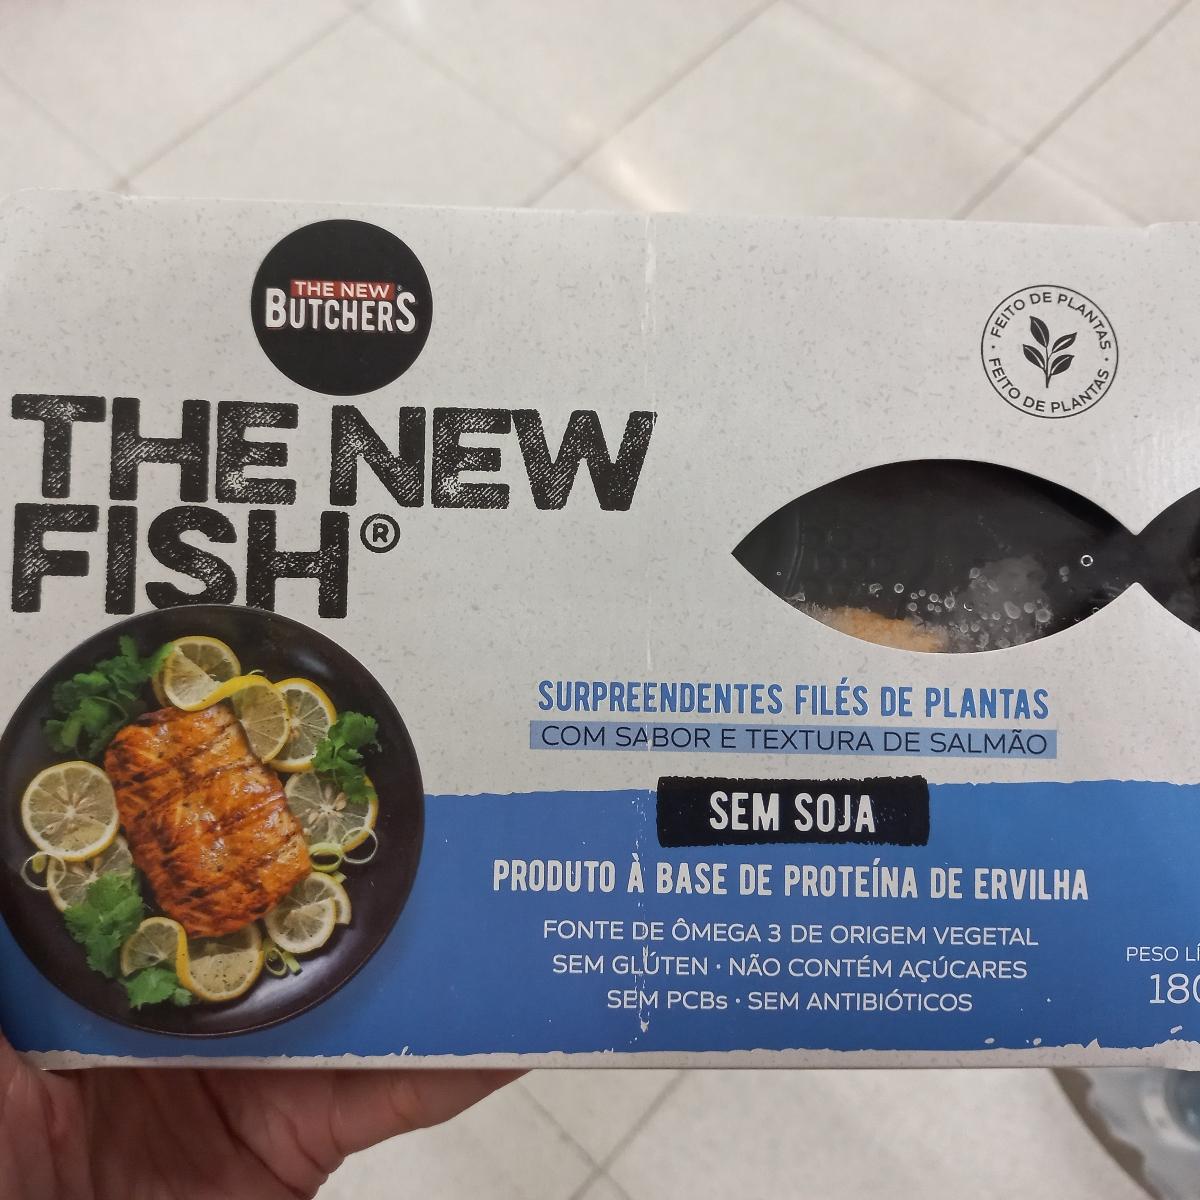 THE NEW
BUTCHERS
THE NEW
FISH®
FEITO DE PLANTAS · FEITO DE PLANTAS ·
SURPREENDENTES FILÉS DE PLANTAS
COM SABOR E TEXTURA DE SALMÃO
SEM SOJA
PRODUTO À BASE DE PROTEÍNA DE ERVILHA
FONTE DE ÔMEGA 3 DE ORIGEM VEGETAL
SEM GLÚTEN · NÃO CONTÉM AÇÚCARES
SEM PCBs · SEM ANTIBIÓTICOS
PESO